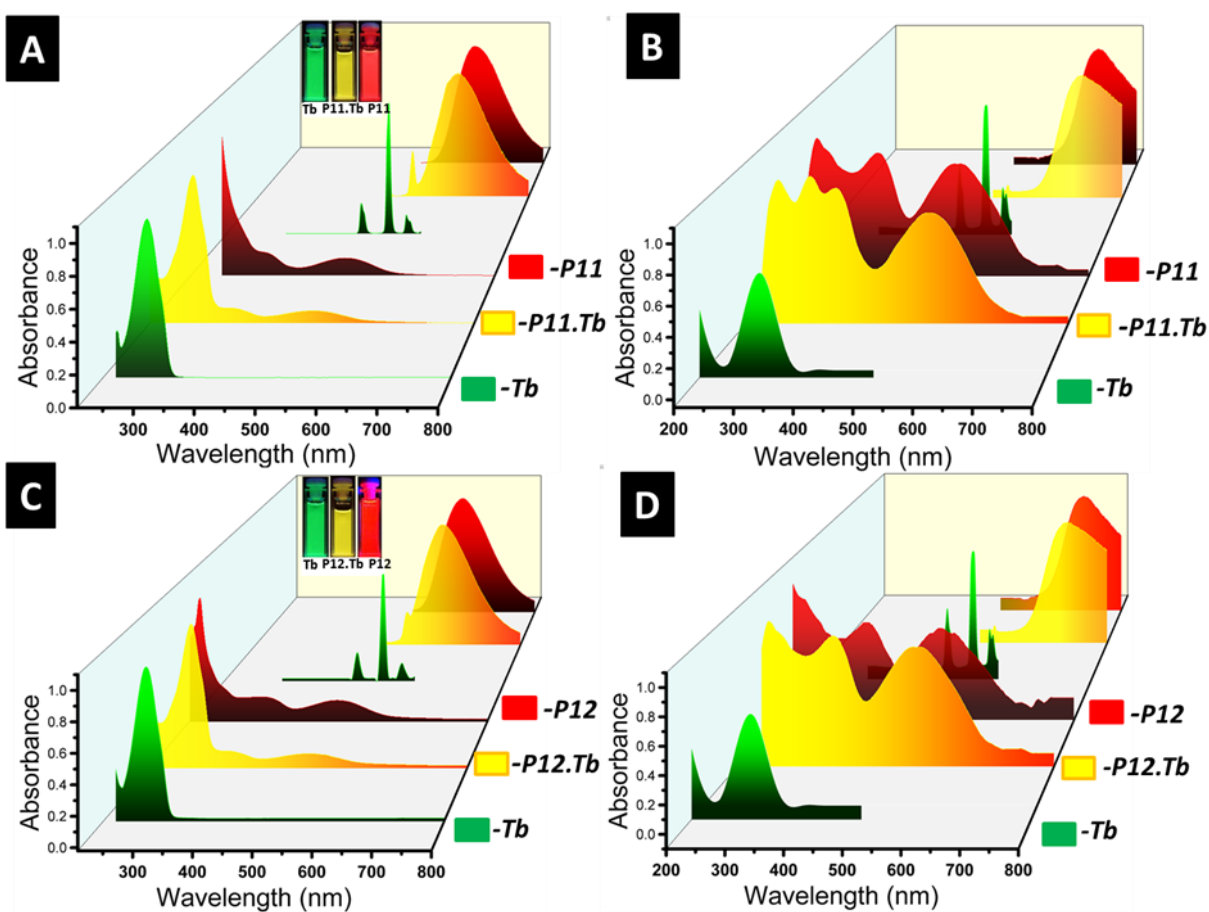 A
Tb P11.Tb P11
1.0
0.8
0.6
0.4
0.2
0.0
Absorbance
300 400 500 600 700 800
Wavelength (nm)
-P11
-P11.Tb
-Tb
B
1.0
0.8
0.6
0.4
0.2
0.0
Absorbance
200 300 400 500 600 700 800
Wavelength (nm)
-P11
-P11.Tb
-Tb
C
Tb P12.Tb P12
1.0
0.8
0.6
0.4
0.2
0.0
Absorbance
300 400 500 600 700 800
Wavelength (nm)
-P12
-P12.Tb
-Tb
D
1.0
0.8
0.6
0.4
0.2
0.0
Absorbance
200 300 400 500 600 700 800
Wavelength (nm)
-P12
-P12.Tb
-Tb